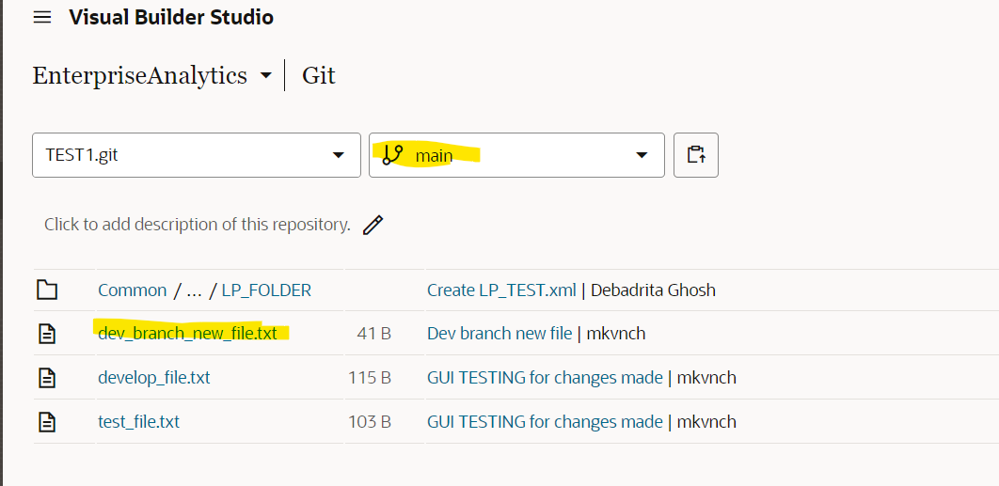 Visual Builder Studio
EnterpriseAnalytics | Git
TEST1.git main
Click to add description of this repository.
Common / ... / LP_FOLDER Create LP_TEST.xml | Debadrita Ghosh
dev_branch_new_file.txt 41 B Dev branch new file | mkvnch
develop_file.txt 115 B GUI TESTING for changes made | mkvnch
test_file.txt 103 B GUI TESTING for changes made | mkvnch